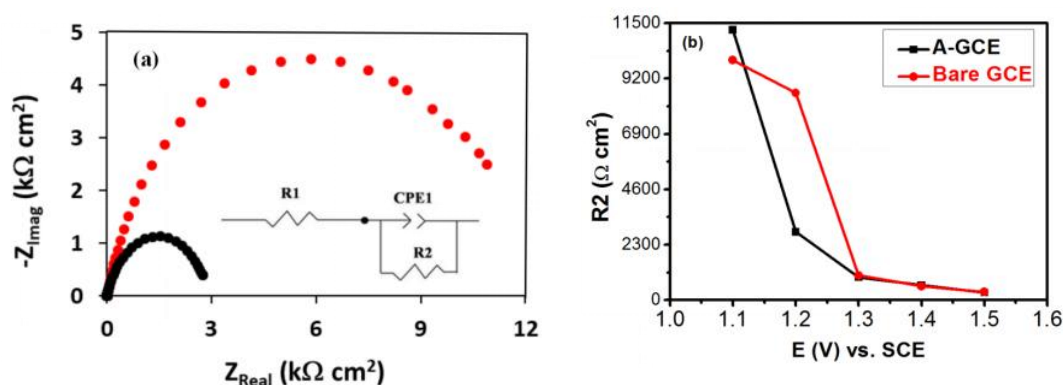 (a)
-Z_Imag (kΩ cm²)
5
4
3
2
1
0
R1
CPE1
R2
0 3 6 9 12
Z_Real (kΩ cm²)
(b)
R2 (Ω cm²)
11500
9200
6900
4600
2300
0
A-GCE
Bare GCE
1.0 1.1 1.2 1.3 1.4 1.5 1.6
E (V) vs. SCE